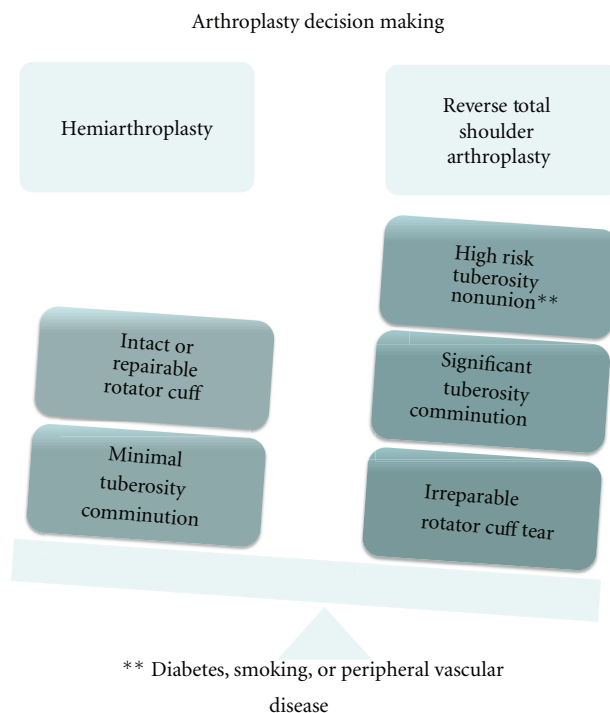 Arthroplasty decision making
Hemiarthroplasty
Reverse total
shoulder
arthroplasty
High risk
tuberosity
nonunion**
Intact or
repairable
rotator cuff
Significant
tuberosity
comminution
Minimal
tuberosity
comminution
Irreparable
rotator cuff tear
** Diabetes, smoking, or peripheral vascular
disease